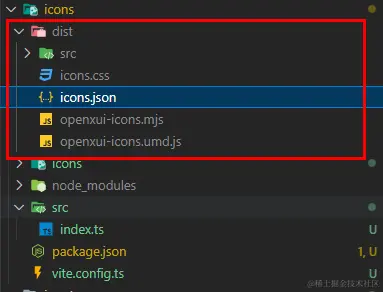 icons
dist
src
icons.css
icons.json
openxui-icons.mjs
openxui-icons.umd.js
icons
node_modules
src
index.ts U
package.json 1, U
vite.config.ts U
@稀土掘金技术社区